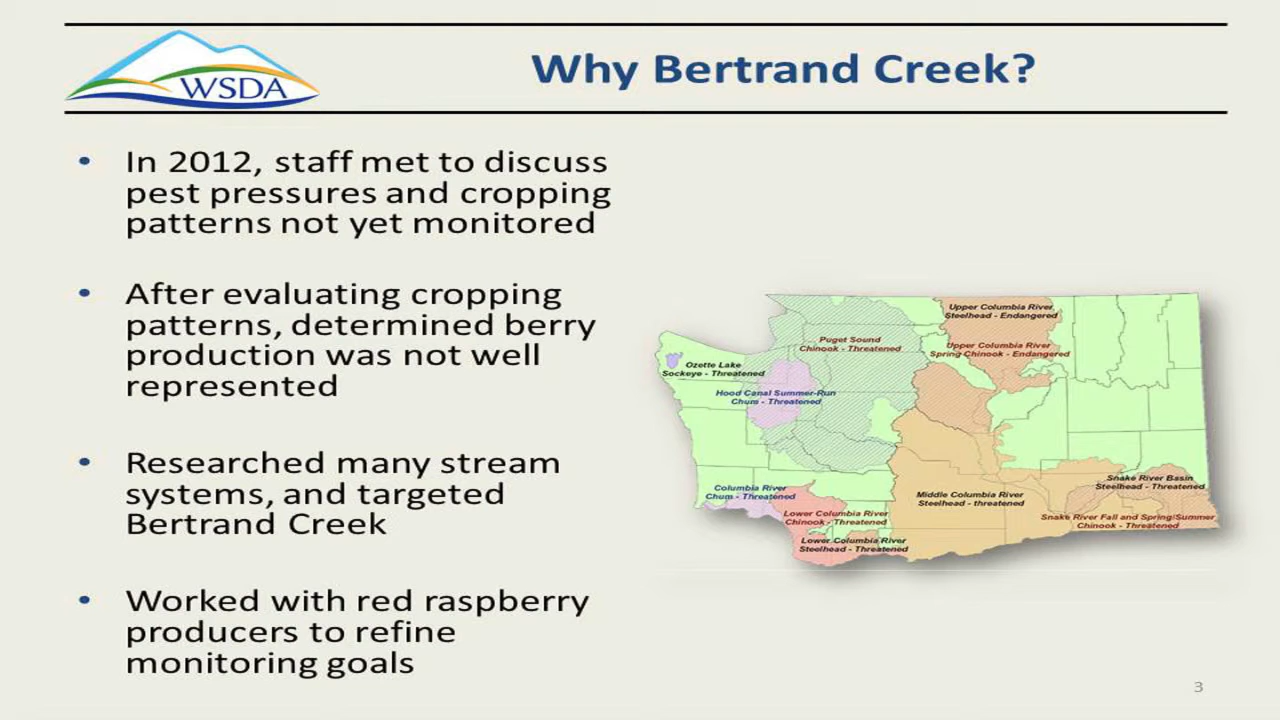 WSDA
Why Bertrand Creek?
• In 2012, staff met to discuss
pest pressures and cropping
patterns not yet monitored
• After evaluating cropping
patterns, determined berry
production was not well
represented
• Researched many stream
systems, and targeted
Bertrand Creek
• Worked with red raspberry
producers to refine
monitoring goals
Upper Columbia River
Steelhead - Endangered
Puget Sound
Chinook - Threatened
Upper Columbia River
Spring Chinook - Endangered
Ozette Lake
Sockeye - Threatened
Hood Canal Summer-Run
Chum - Threatened
Columbia River
Chum - Threatened
Lower Columbia River
Chinook - Threatened
Lower Columbia River
Steelhead - Threatened
Middle Columbia River
Steelhead - threatened
Snake River Basin
Steelhead - Threatened
Snake River Fall and Spring/Summer
Chinook - Threatened
3